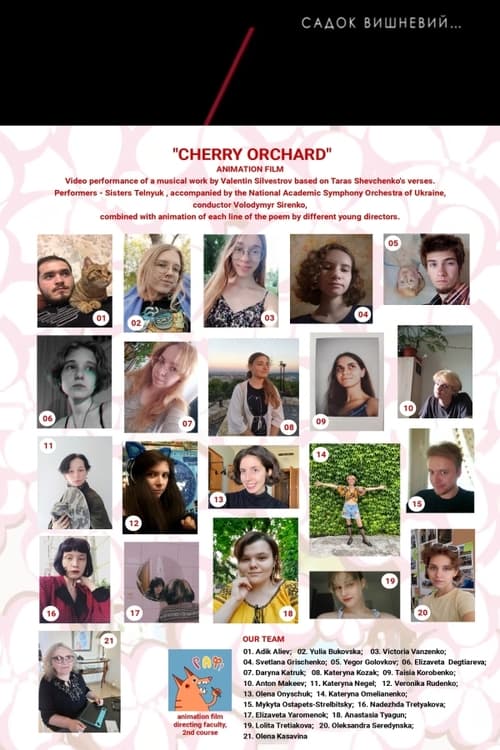 САДОК ВИШНЕВИЙ...
"CHERRY ORCHARD"
ANIMATION FILM
Video performance of a musical work by Valentin Silvestrov based on Taras Shevchenko's verses.
Performers - Sisters Telnyuk , accompanied by the National Academic Symphony Orchestra of Ukraine,
conductor Volodymyr Sirenko,
combined with animation of each line of the poem by different young directors.
01
02
03
04
05
06
07
08
09
10
11
12
13
14
15
16
17
18
19
20
21
animation film
directing faculty,
2nd course
OUR TEAM
01. Adik Aliev; 02. Yulia Bukovska; 03. Victoria Vanzenko;
04. Svetlana Grischenko; 05. Yegor Golovkov; 06. Elizaveta Degtiareva;
07. Daryna Katruk; 08. Kateryna Kozak; 09. Taisia Korobenko;
10. Anton Makeev; 11. Kateryna Negel; 12. Veronika Rudenko;
13. Olena Onyschuk; 14. Kateryna Omelianenko;
15. Mykyta Ostapets-Strelbitsky; 16. Nadezhda Tretyakova;
17. Elizaveta Yaromenok; 18. Anastasia Tyagun;
19. Lolita Tretiakova; 20. Oleksandra Seredynska;
21. Olena Kasavina